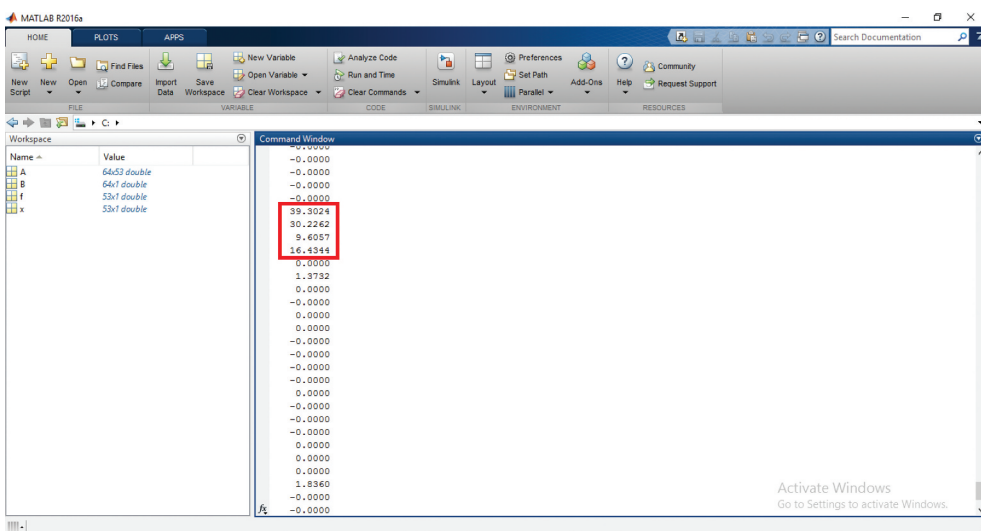 MATLAB R2016a
HOME PLOTS APPS
Search Documentation
New Script
New
Open
Find Files
Compare
Import Data
Save Workspace
New Variable
Open Variable
Clear Workspace
Analyze Code
Run and Time
Clear Commands
Simulink
Layout
Preferences
Set Path
Parallel
Add-Ons
Help
Community
Request Support
FILE VARIABLE CODE SIMULINK ENVIRONMENT RESOURCES
C:
Workspace
Name Value
A 64x53 double
B 64x1 double
f 53x1 double
x 53x1 double
Command Window
-0.0000
-0.0000
-0.0000
-0.0000
-0.0000
39.3024
30.2262
9.6057
16.4344
0.0000
1.3732
0.0000
-0.0000
0.0000
0.0000
-0.0000
-0.0000
-0.0000
0.0000
-0.0000
-0.0000
-0.0000
0.0000
0.0000
0.0000
1.8360
-0.0000
-0.0000
fx
Activate Windows
Go to Settings to activate Windows.